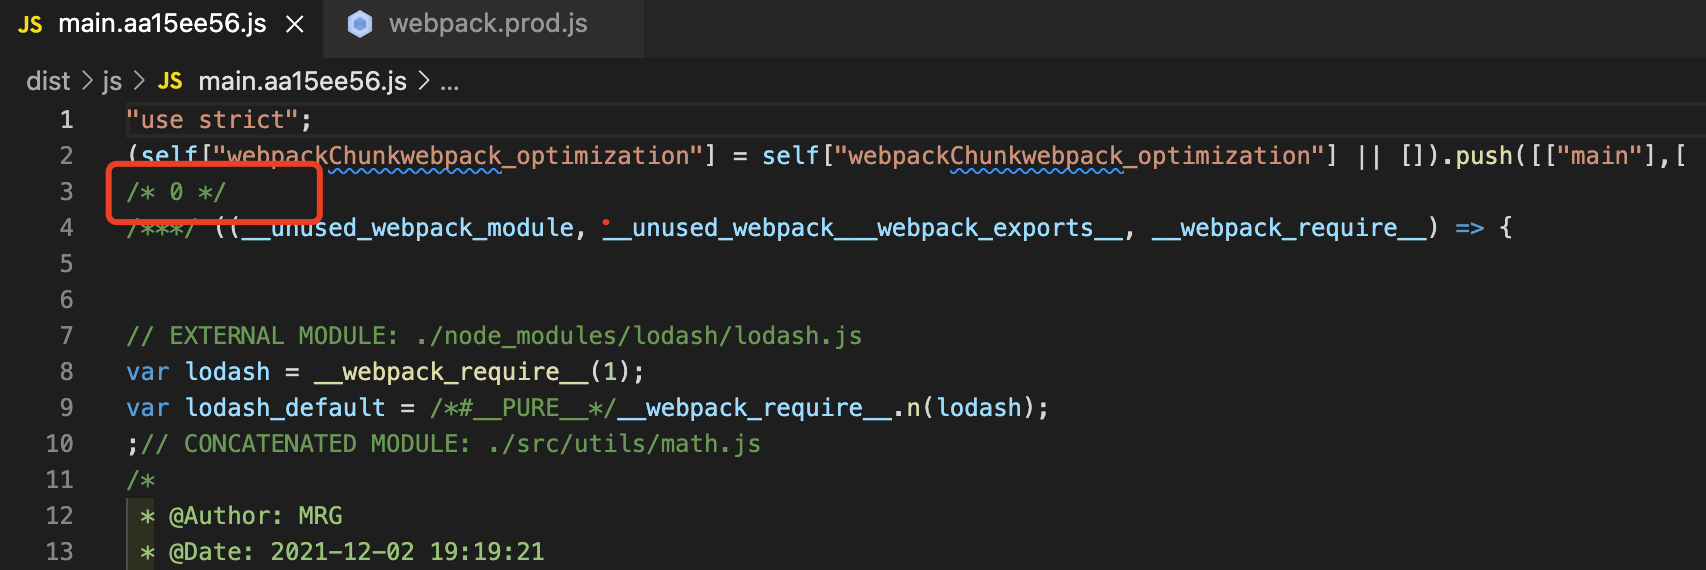 JS main.aa15ee56.js × webpack.prod.js
dist > js > JS main.aa15ee56.js > ...
1 "use strict";
2 (self["webpackChunkwebpack_optimization"] = self["webpackChunkwebpack_optimization"] || []).push([["main"],[
3 /* 0 */
4 /***/ ((__unused_webpack_module, __unused_webpack___webpack_exports__, __webpack_require__) => {
5
6
7 // EXTERNAL MODULE: ./node_modules/lodash/lodash.js
8 var lodash = __webpack_require__(1);
9 var lodash_default = /*#__PURE__*/__webpack_require__.n(lodash);
10 ;// CONCATENATED MODULE: ./src/utils/math.js
11 /*
12 * @Author: MRG
13 * @Date: 2021-12-02 19:19:21